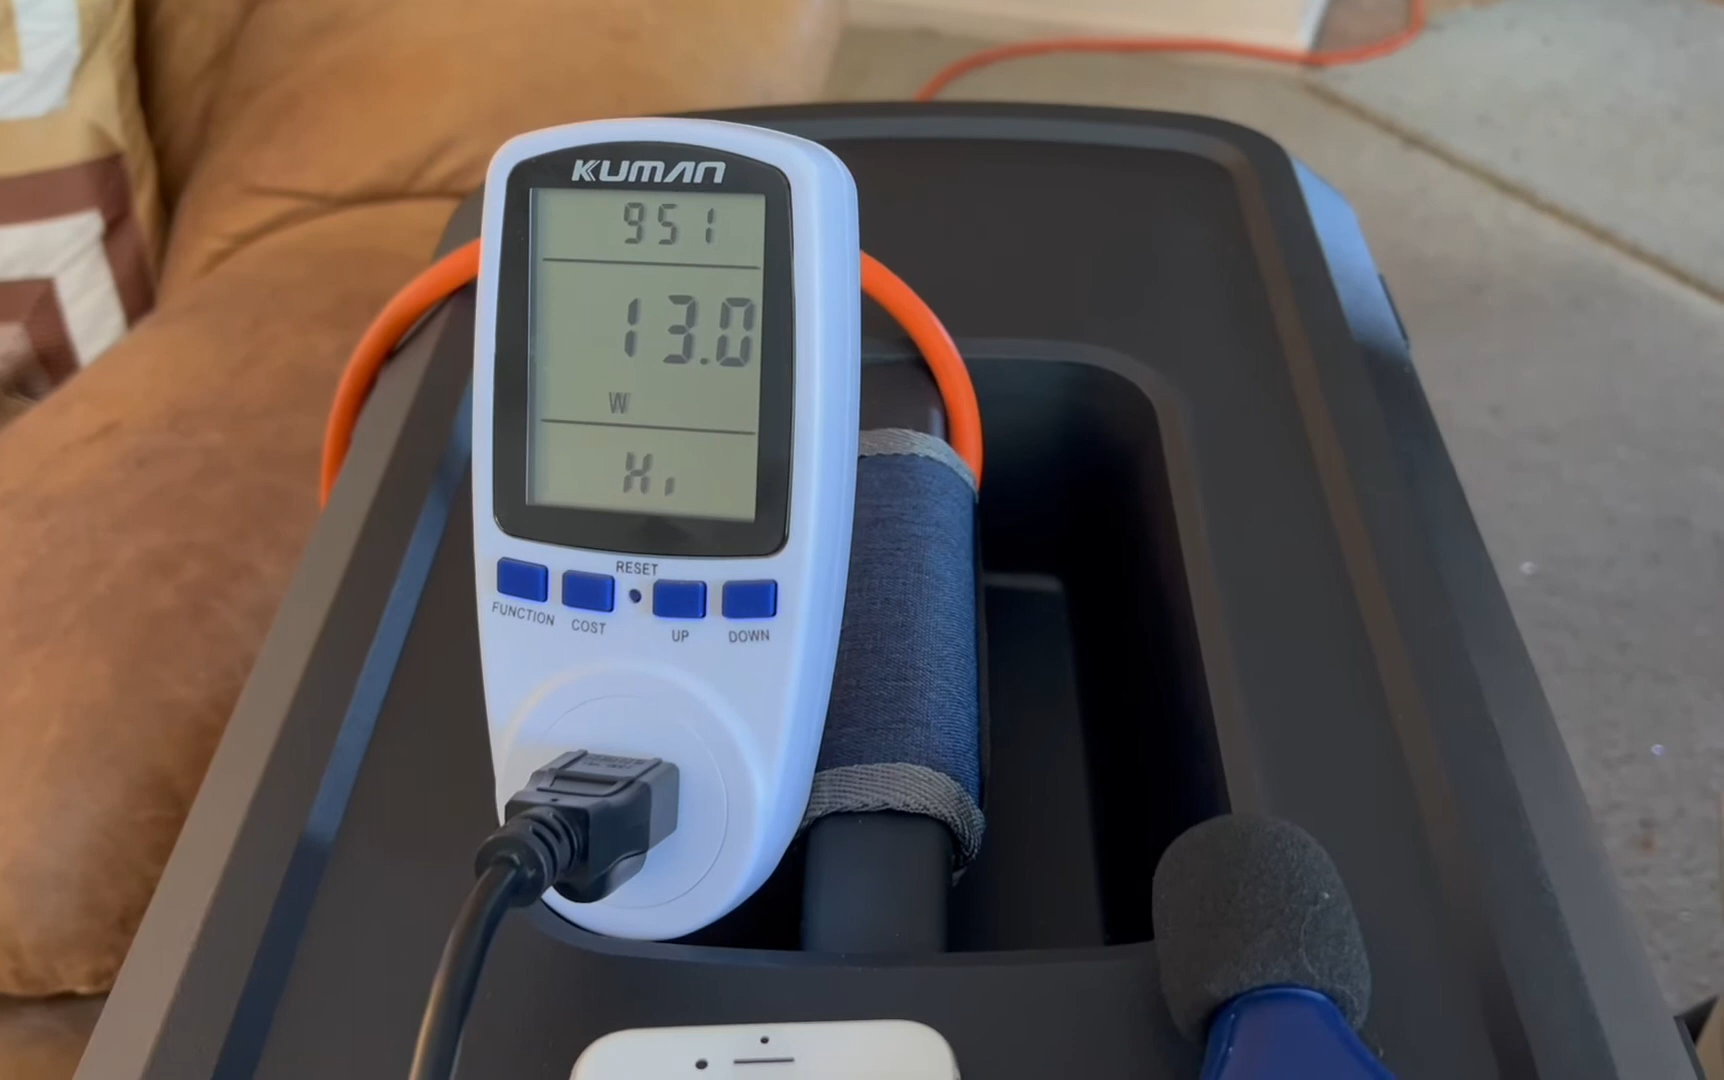 KUMAN
951
13.0
W
RESET
FUNCTION
COST
UP
DOWN